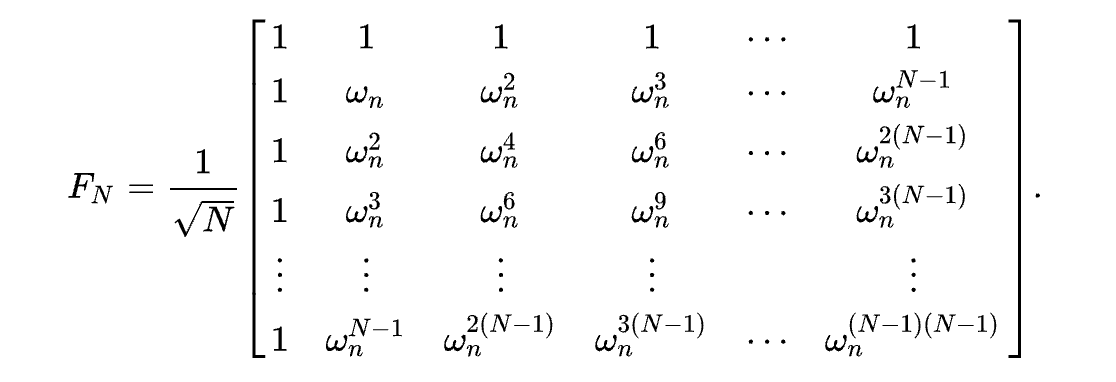 F_N = \frac{1}{\sqrt{N}} \begin{bmatrix} 1 & 1 & 1 & 1 & \cdots & 1 \\ 1 & \omega_n & \omega_n^2 & \omega_n^3 & \cdots & \omega_n^{N-1} \\ 1 & \omega_n^2 & \omega_n^4 & \omega_n^6 & \cdots & \omega_n^{2(N-1)} \\ 1 & \omega_n^3 & \omega_n^6 & \omega_n^9 & \cdots & \omega_n^{3(N-1)} \\ \vdots & \vdots & \vdots & \vdots & & \vdots \\ 1 & \omega_n^{N-1} & \omega_n^{2(N-1)} & \omega_n^{3(N-1)} & \cdots & \omega_n^{(N-1)(N-1)} \end{bmatrix}.